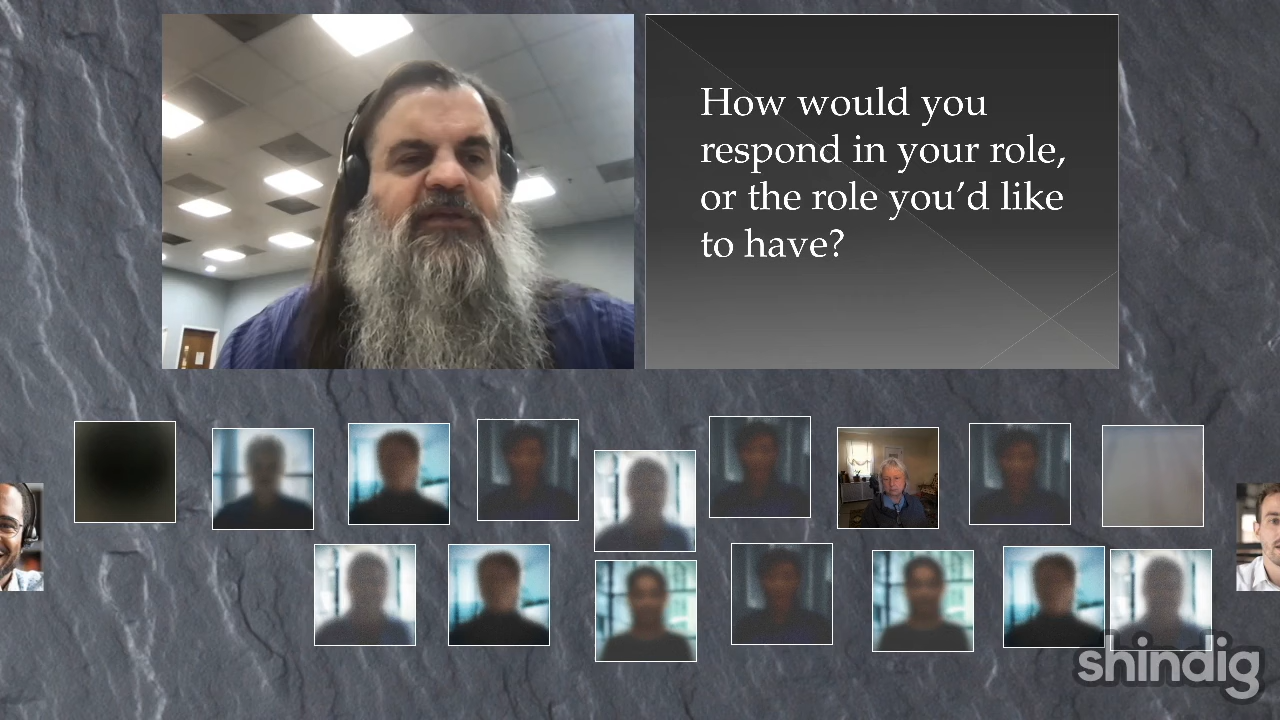 How would you
respond in your role,
or the role you’d like
to have?
shindig